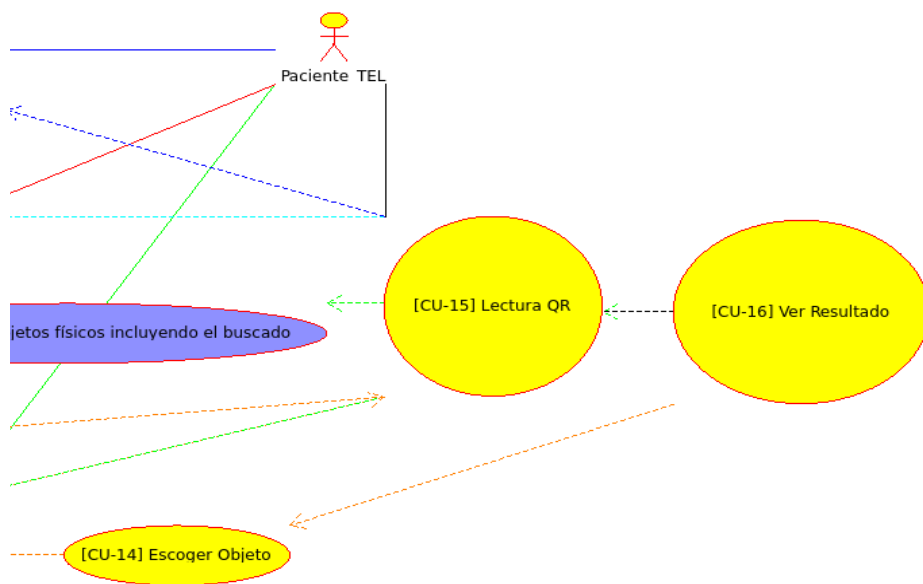 Paciente TEL
[CU-15] Lectura QR
[CU-16] Ver Resultado
jetos físicos incluyendo el buscado
[CU-14] Escoger Objeto